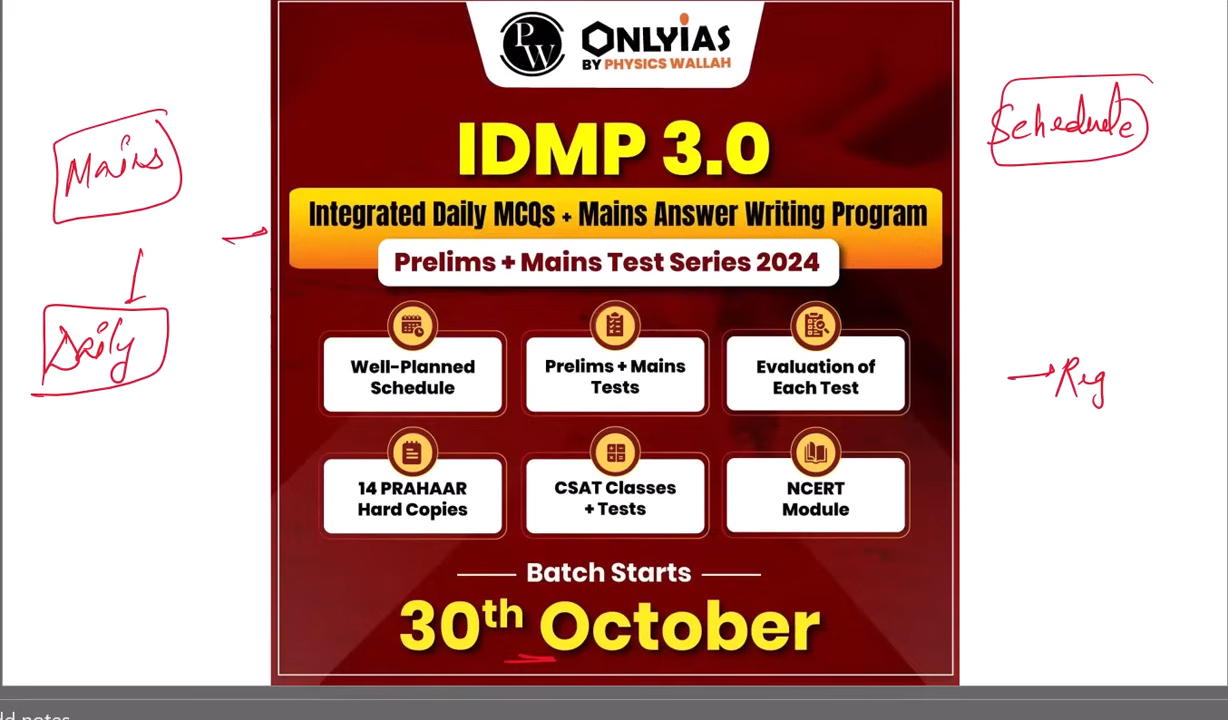 PW
ONLYIAS
BY PHYSICS WALLAH
IDMP 3.0
Integrated Daily MCQs + Mains Answer Writing Program
Prelims + Mains Test Series 2024
Mains
Daily
Schedule
Well-Planned
Schedule
Prelims + Mains
Tests
Evaluation of
Each Test
Reg
14 PRAHAAR
Hard Copies
CSAT Classes
+ Tests
NCERT
Module
Batch Starts
30th October